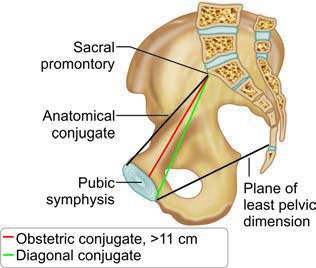 Sacral
promontory
Anatomical
conjugate
Pubic
symphysis
Plane of
least pelvic
dimension
Obstetric conjugate, >11 cm
Diagonal conjugate